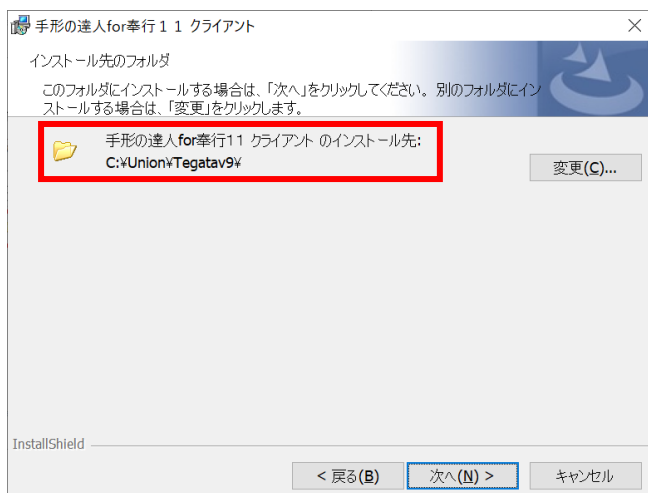 手形の達人for奉行１１ クライアント
インストール先のフォルダ
このフォルダにインストールする場合は、「次へ」をクリックしてください。 別のフォルダにイン
ストールする場合は、「変更」をクリックします。
手形の達人for奉行11 クライアント のインストール先:
C:¥Union¥Tegatav9¥
変更(C)...
InstallShield
< 戻る(B)
次へ(N) >
キャンセル